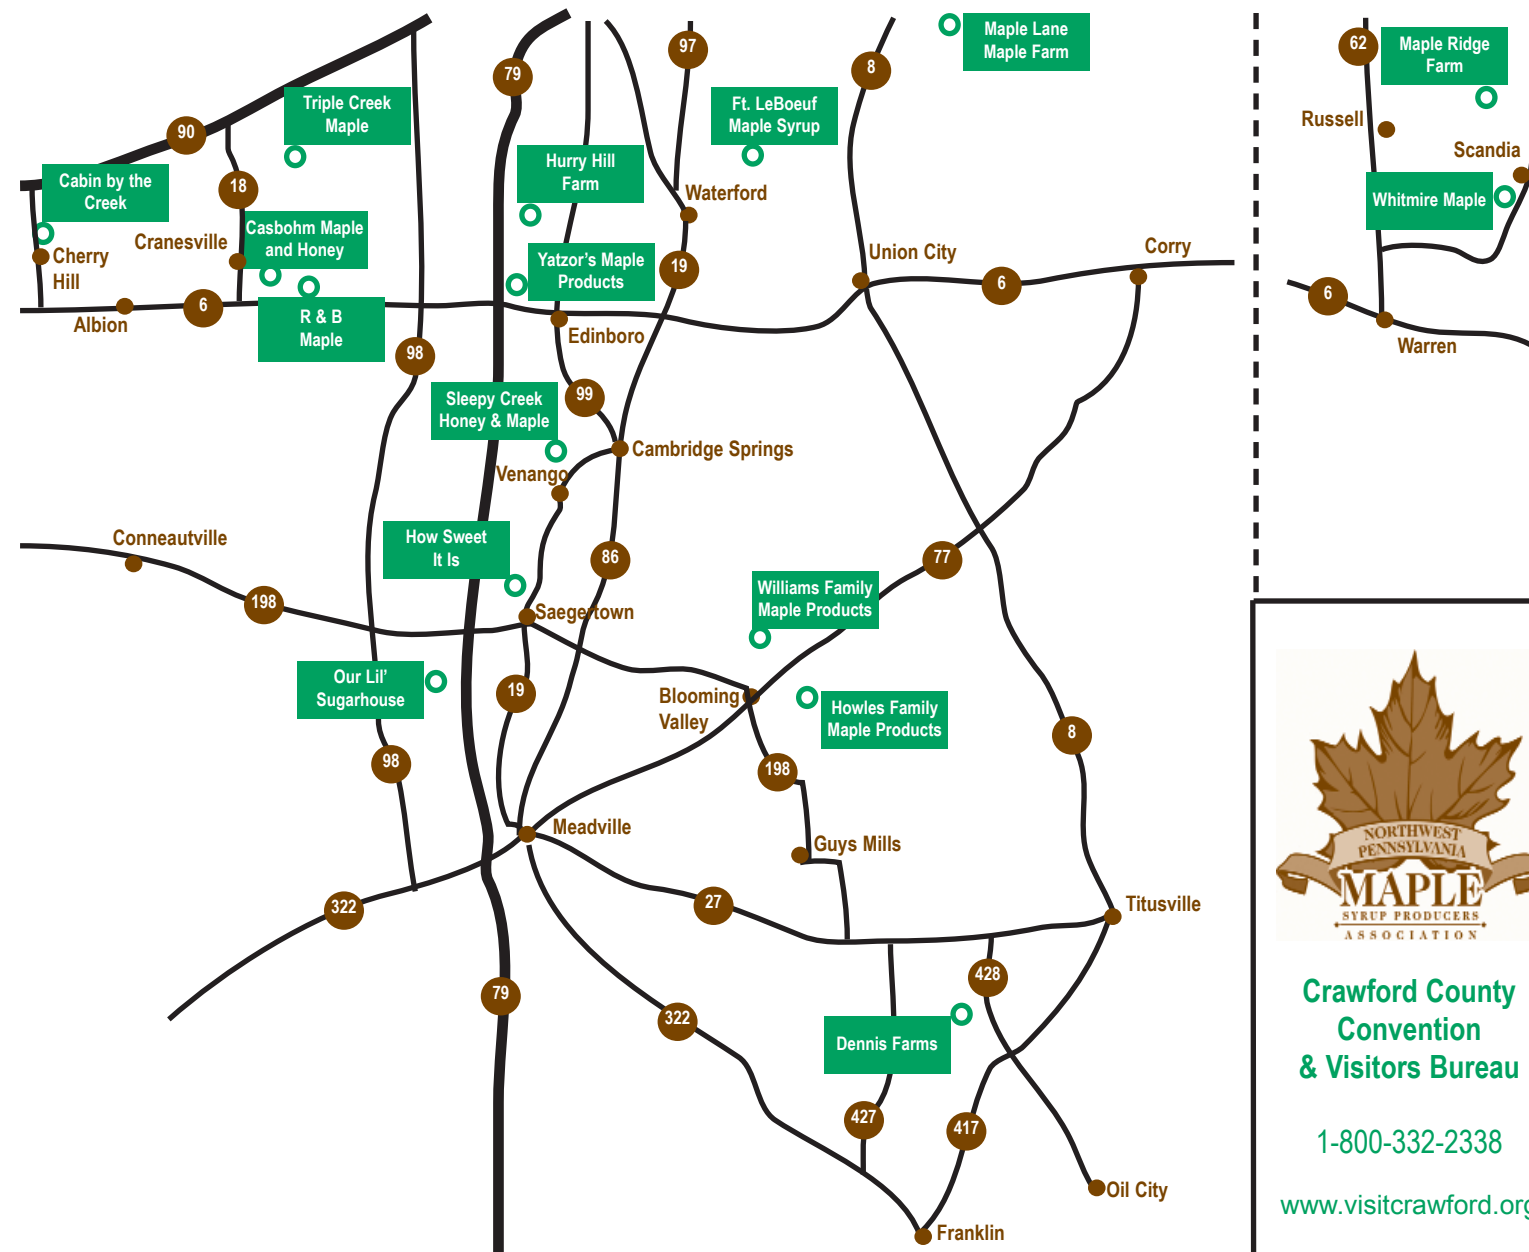 97
Maple Lane
Maple Farm
62
Maple Ridge
Farm
79
8
Triple Creek
Maple
Ft. LeBoeuf
Maple Syrup
Russell
90
Scandia
Hurry Hill
Farm
Cabin by the
Creek
18
Waterford
Whitmire Maple
Casbohm Maple
and Honey
Cranesville
Cherry
Hill
Union City
Corry
Yatzor's Maple
Products
19
6
6
6
Albion
R & B
Maple
Edinboro
Warren
98
Sleepy Creek
Honey & Maple
99
Cambridge Springs
Venango
Conneautville
How Sweet
It Is
86
77
198
Williams Family
Maple Products
Saegertown
Our Lil'
Sugarhouse
19
Blooming
Valley
Howles Family
Maple Products
8
98
198
Meadville
Guys Mills
NORTHWEST
PENNSYLVANIA
MAPLE
SYRUP PRODUCERS
ASSOCIATION
322
27
Titusville
79
428
Crawford County
Convention
& Visitors Bureau
322
Dennis Farms
427
417
1-800-332-2338
Oil City
www.visitcrawford.org
Franklin